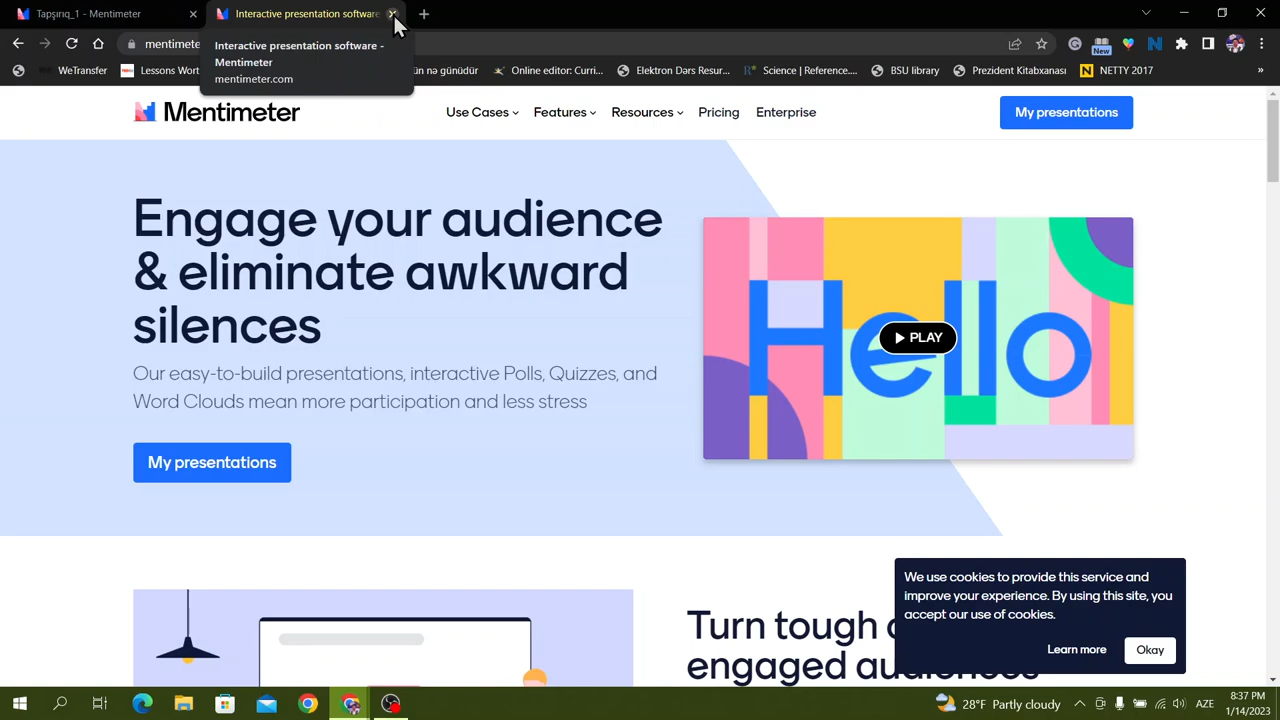 Tapşırıq_1 - Mentimeter
Interactive presentation software
mentimete
Interactive presentation software -
Mentimeter
mentimeter.com
New
WeTransfer
Lessons Wort
ün nə günüdür
Online editor: Curri...
Elektron Dərs Resur...
Science | Reference....
BSU library
Prezident Kitabxanası
NETTY 2017
»
Mentimeter
Use Cases
Features
Resources
Pricing
Enterprise
My presentations
Engage your audience
& eliminate awkward
silences
Our easy-to-build presentations, interactive Polls, Quizzes, and
Word Clouds mean more participation and less stress
My presentations
Hello
PLAY
We use cookies to provide this service and
improve your experience. By using this site, you
accept our use of cookies.
Learn more
Okay
Turn tough
engaged audiences
28°F Partly cloudy
AZE
8:37 PM
1/14/2023